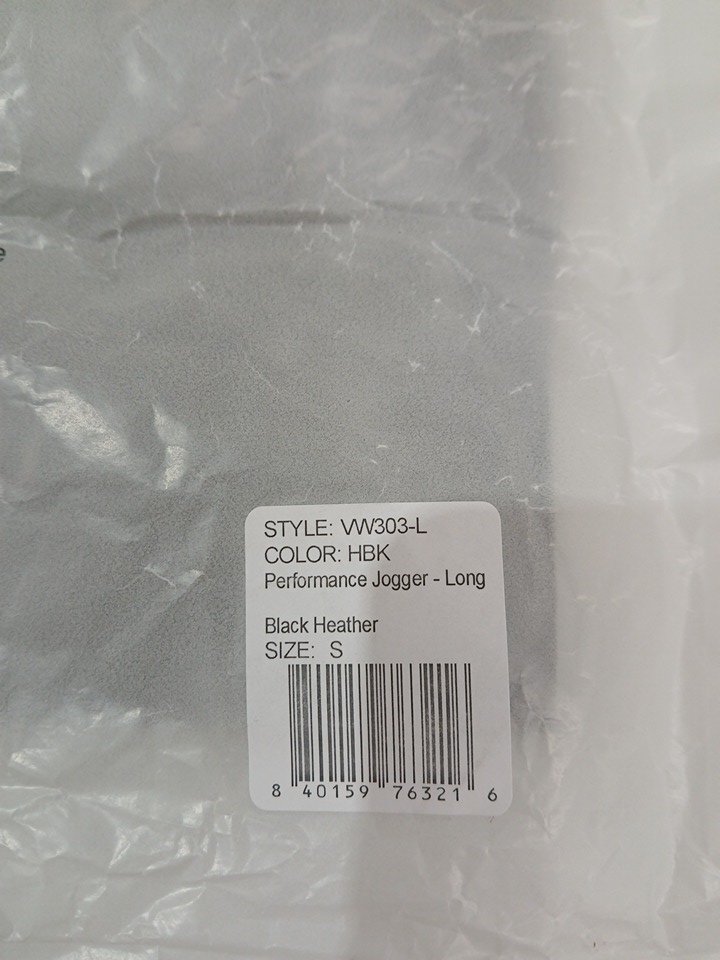 STYLE: VW303-L
COLOR: HBK
Performance Jogger - Long
Black Heather
SIZE: S
8 40159 76321 6